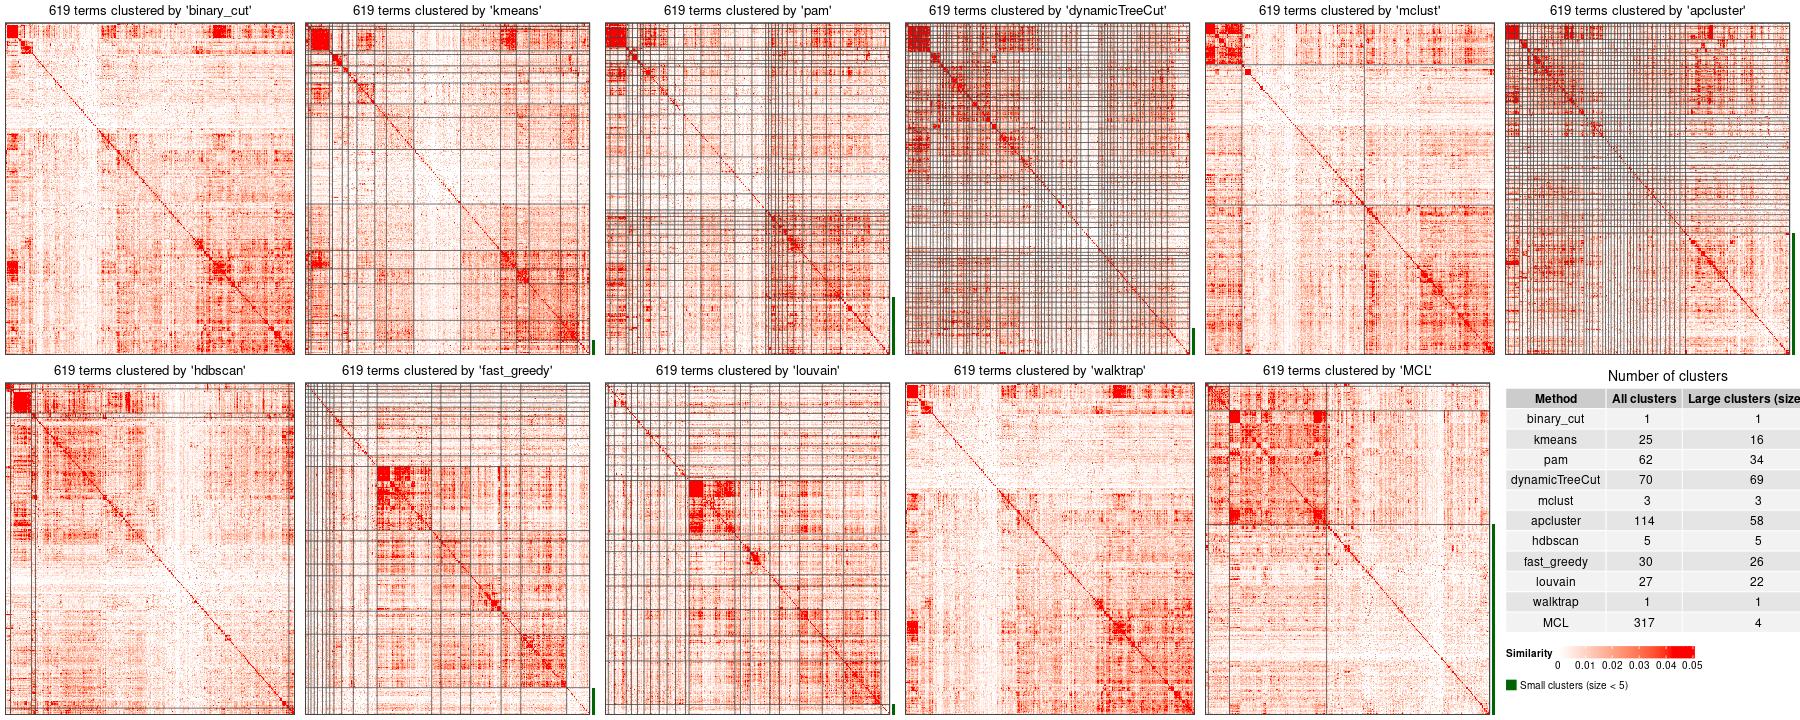 619 terms clustered by 'binary_cut'
619 terms clustered by 'kmeans'
619 terms clustered by 'pam'
619 terms clustered by 'dynamicTreeCut'
619 terms clustered by 'mclust'
619 terms clustered by 'apcluster'
619 terms clustered by 'hdbscan'
619 terms clustered by 'fast_greedy'
619 terms clustered by 'louvain'
619 terms clustered by 'walktrap'
619 terms clustered by 'MCL'
Number of clusters
Method All clusters Large clusters (size
binary_cut 1 1
kmeans 25 16
pam 62 34
dynamicTreeCut 70 69
mclust 3 3
apcluster 114 58
hdbscan 5 5
fast_greedy 30 26
louvain 27 22
walktrap 1 1
MCL 317 4
Similarity
0 0.01 0.02 0.03 0.04 0.05
Small clusters (size < 5)